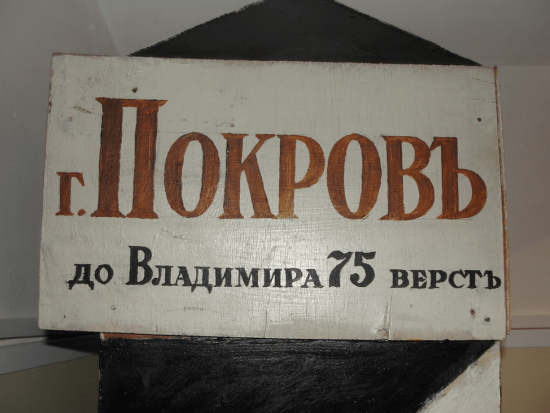 г. Покровъ
до Владимира 75 верстъ